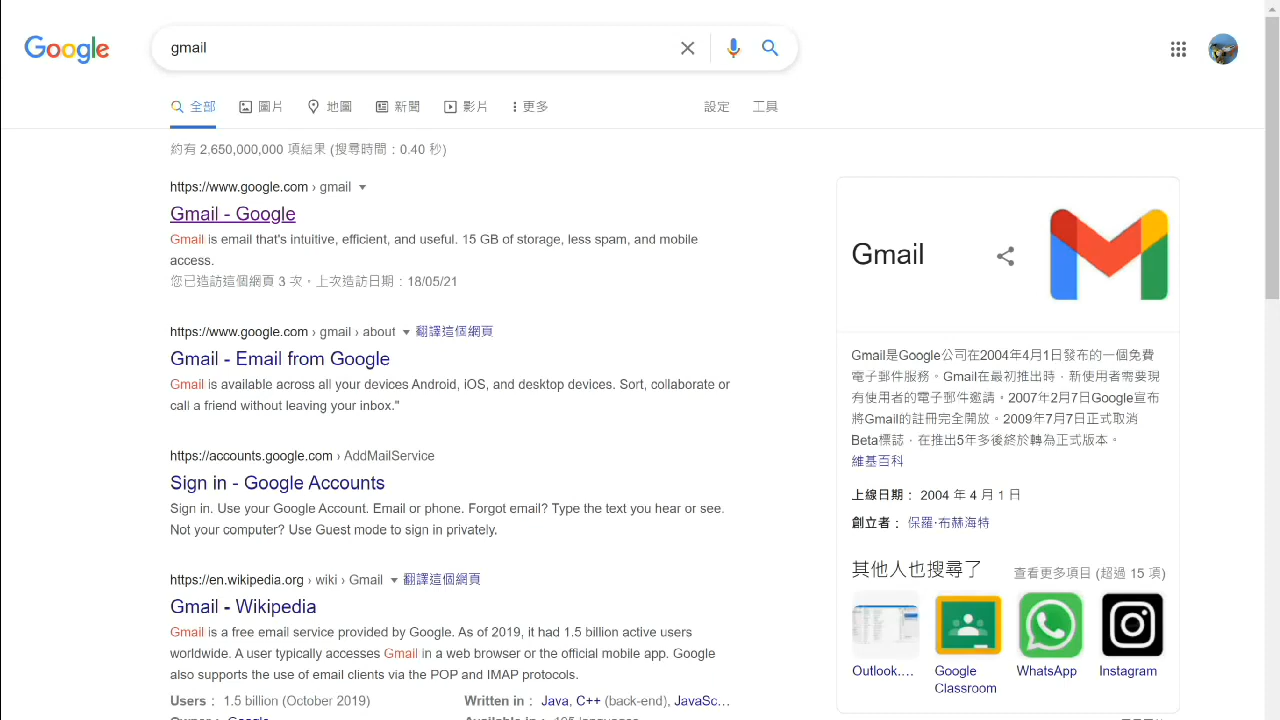 Google
gmail
全部 圖片 地圖 新聞 影片 更多 設定 工具
約有 2,650,000,000 項結果 (搜尋時間：0.40 秒)
https://www.google.com › gmail
Gmail - Google
Gmail is email that's intuitive, efficient, and useful. 15 GB of storage, less spam, and mobile
access.
您已造訪這個網頁 3 次。上次造訪日期：18/05/21
https://www.google.com › gmail › about 翻譯這個網頁
Gmail - Email from Google
Gmail is available across all your devices Android, iOS, and desktop devices. Sort, collaborate or
call a friend without leaving your inbox."
https://accounts.google.com › AddMailService
Sign in - Google Accounts
Sign in. Use your Google Account. Email or phone. Forgot email? Type the text you hear or see.
Not your computer? Use Guest mode to sign in privately.
https://en.wikipedia.org › wiki › Gmail 翻譯這個網頁
Gmail - Wikipedia
Gmail is a free email service provided by Google. As of 2019, it had 1.5 billion active users
worldwide. A user typically accesses Gmail in a web browser or the official mobile app. Google
also supports the use of email clients via the POP and IMAP protocols.
Users： 1.5 billion (October 2019) Written in： Java, C++ (back-end), JavaSc...
Owner： Google Available in： 105 languages
Gmail
Gmail是Google公司在2004年4月1日發布的一個免費
電子郵件服務。Gmail在最初推出時，新使用者需要現
有使用者的電子郵件邀請。2007年2月7日Google宣布
將Gmail的註冊完全開放。2009年7月7日正式取消
Beta標誌，在推出5年多後終於轉為正式版本。
維基百科
上線日期： 2004 年 4 月 1 日
創立者： 保羅·布赫海特
其他人也搜尋了 查看更多項目 (超過 15 項)
Outlook.... Google WhatsApp Instagram
Classroom